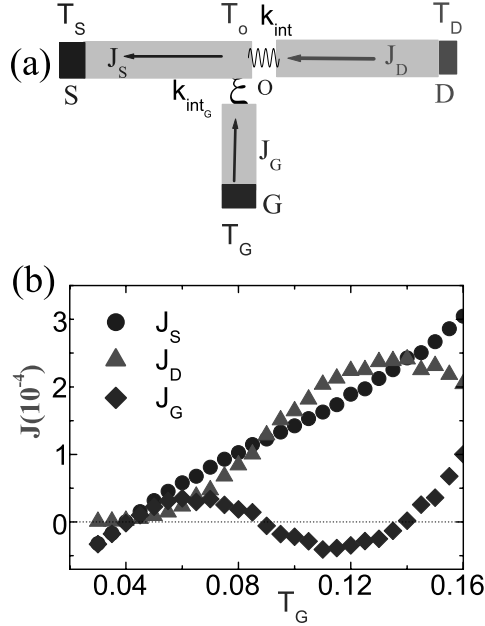 T_S T_o k_int T_D
(a) J_S J_D
S k_int_G ξ O D
J_G
G
T_G
(b)
3
J_S
2
J_D
J_G
1
0
J(10^-4)
0.04 0.08 0.12 0.16
T_G